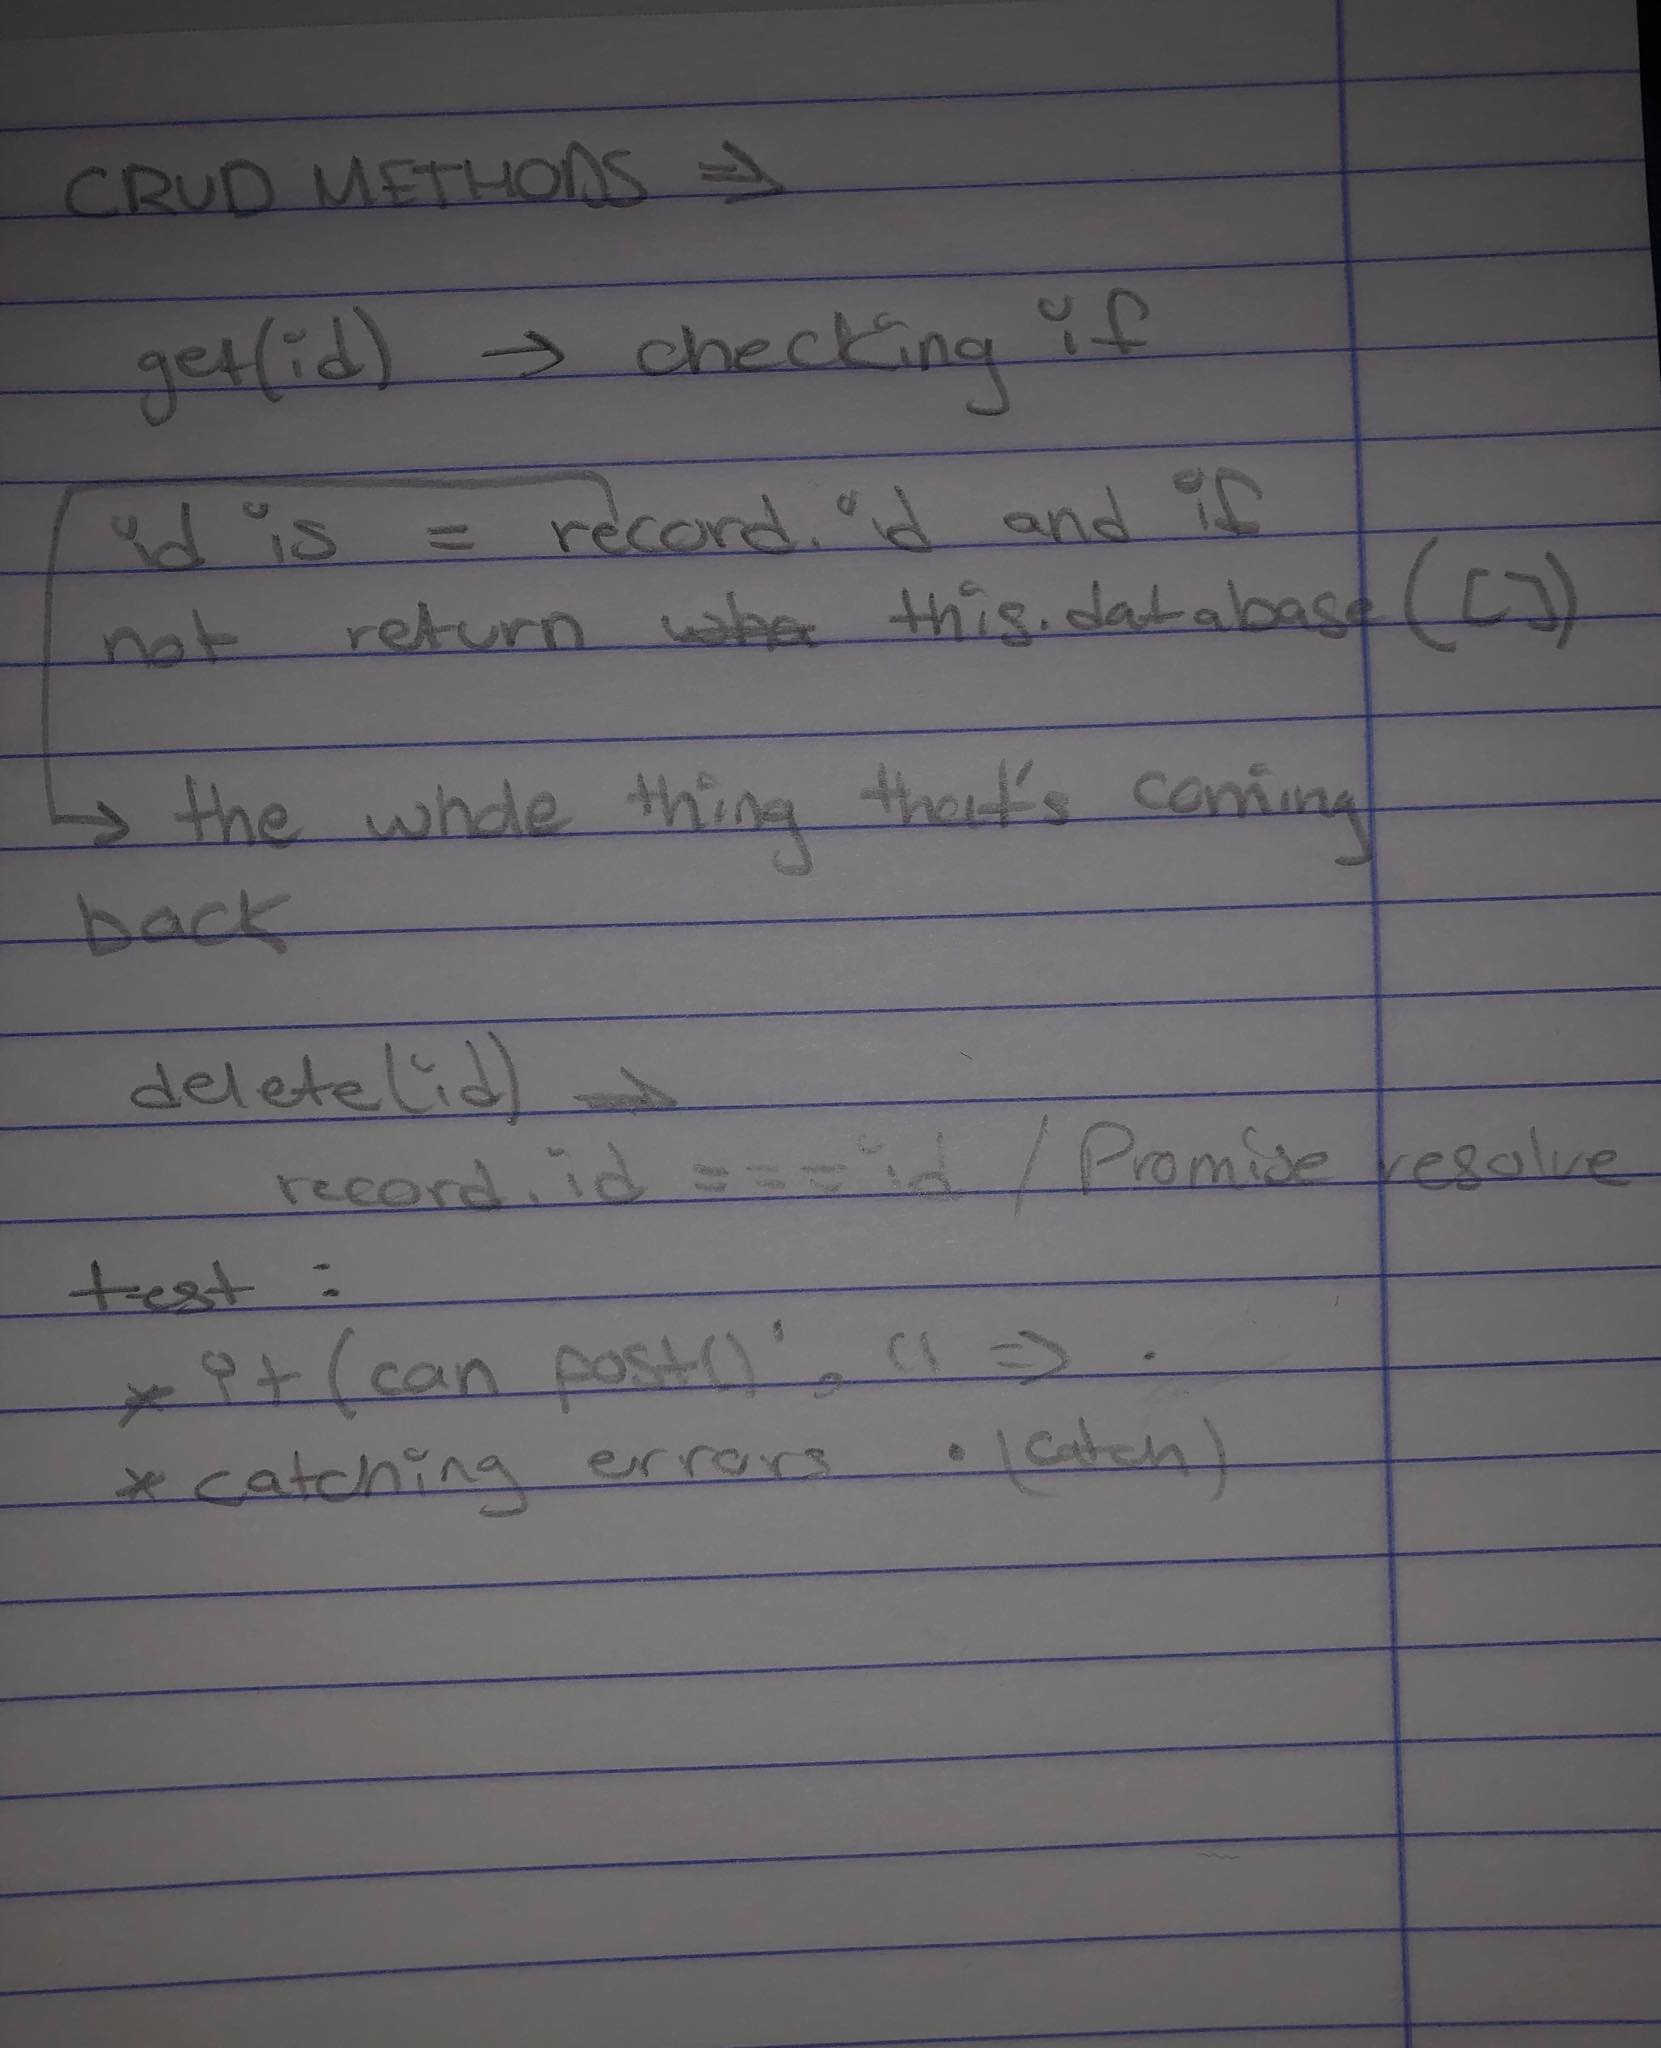 CRUD METHODS ⇒
get(id) → checking if
id is = record.id and if
not return this.database([])
↳ the whole thing that's coming
back
delete(id) →
record.id === id / Promise resolve
test :
* it (can post()', () => .
* catching errors . (catch)